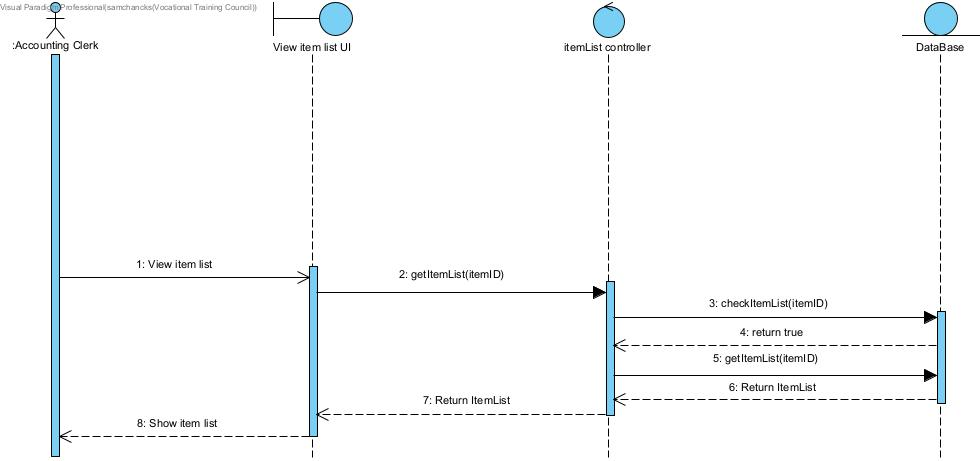 Visual Paradigm Professional(samchancks(Vocational Training Council))
:Accounting Clerk
View item list UI
itemList controller
DataBase
1: View item list
2: getItemList(itemID)
3: checkItemList(itemID)
4: return true
5: getItemList(itemID)
6: Return ItemList
7: Return ItemList
8: Show item list